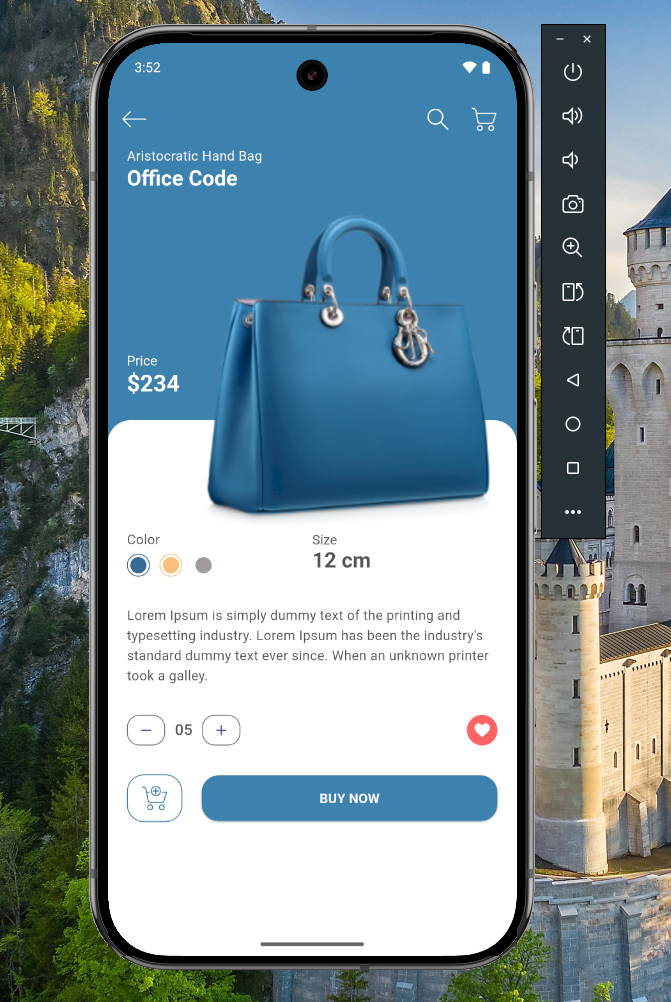 3:52
Aristocratic Hand Bag
Office Code
Price
$234
Color
Size
12 cm
Lorem Ipsum is simply dummy text of the printing and
typesetting industry. Lorem Ipsum has been the industry's
standard dummy text ever since. When an unknown printer
took a galley.
05
BUY NOW